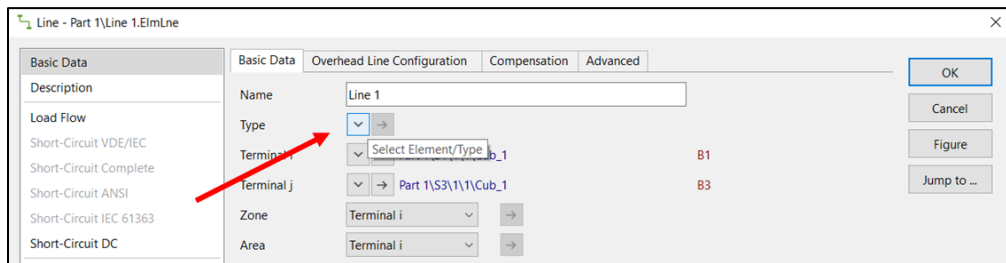 Line - Part 1\Line 1.ElmLne
Basic Data
Description
Load Flow
Short-Circuit VDE/IEC
Short-Circuit Complete
Short-Circuit ANSI
Short-Circuit IEC 61363
Short-Circuit DC
Basic Data Overhead Line Configuration Compensation Advanced
Name Line 1
Type
Select Element/Type
Terminal i \1\Cub_1 B1
Terminal j Part 1\S3\1\1\Cub_1 B3
Zone Terminal i
Area Terminal i
OK
Cancel
Figure
Jump to ...